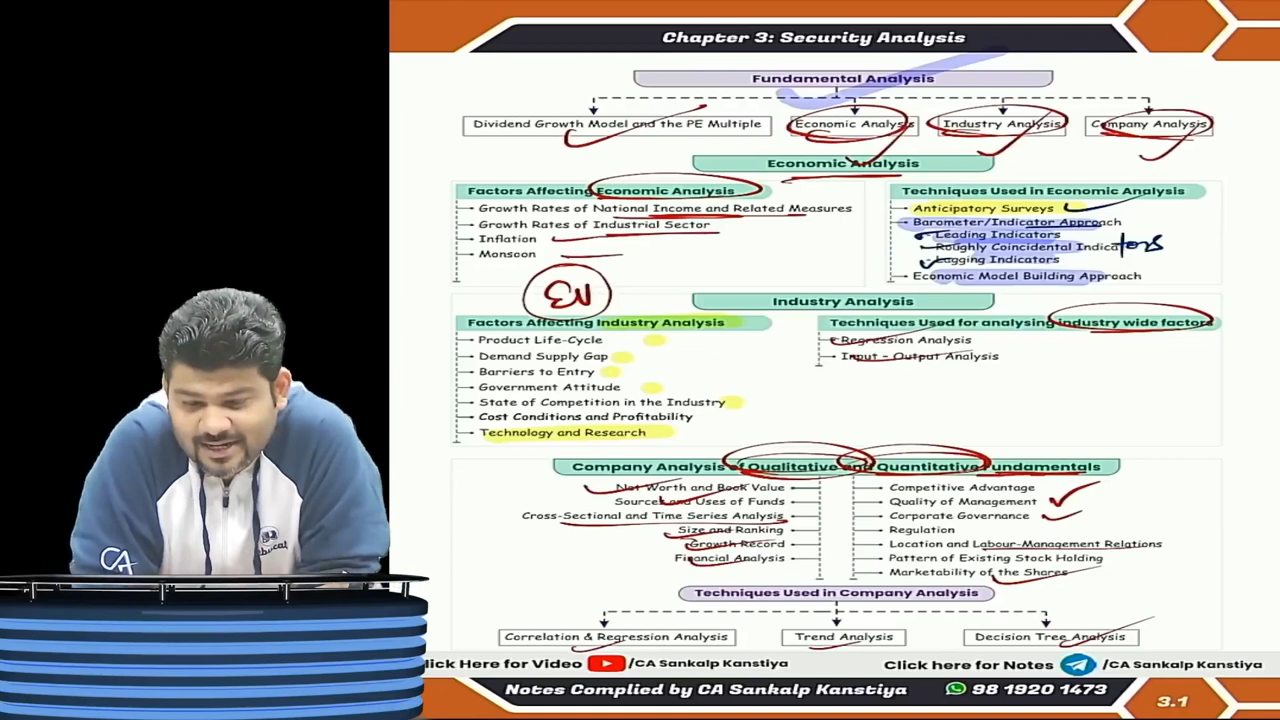 Chapter 3: Security Analysis
Fundamental Analysis
Dividend Growth Model and the PE Multiple
Economic Analysis
Industry Analysis
Company Analysis
Economic Analysis
Factors Affecting Economic Analysis
Growth Rates of National Income and Related Measures
Growth Rates of Industrial Sector
Inflation
Monsoon
Techniques Used in Economic Analysis
Anticipatory Surveys
Barometer/Indicator Approach
Leading Indicators
Roughly Coincidental Indicators
Lagging Indicators
Economic Model Building Approach
Industry Analysis
Factors Affecting Industry Analysis
Product Life-Cycle
Demand Supply Gap
Barriers to Entry
Government Attitude
State of Competition in the Industry
Cost Conditions and Profitability
Technology and Research
Techniques Used for analysing industry wide factors
Regression Analysis
Input - Output Analysis
Company Analysis of Qualitative and Quantitative Fundamentals
Net Worth and Book Value
Sources and Uses of Funds
Cross-Sectional and Time Series Analysis
Size and Ranking
Growth Record
Financial Analysis
Competitive Advantage
Quality of Management
Corporate Governance
Regulation
Location and Labour-Management Relations
Pattern of Existing Stock Holding
Marketability of the Shares
Techniques Used in Company Analysis
Correlation & Regression Analysis
Trend Analysis
Decision Tree Analysis
CA
Click Here for Video /CA Sankalp Kanstiya
Click here for Notes /CA Sankalp Kanstiya
Notes Complied by CA Sankalp Kanstiya
98 1920 1473
3.1